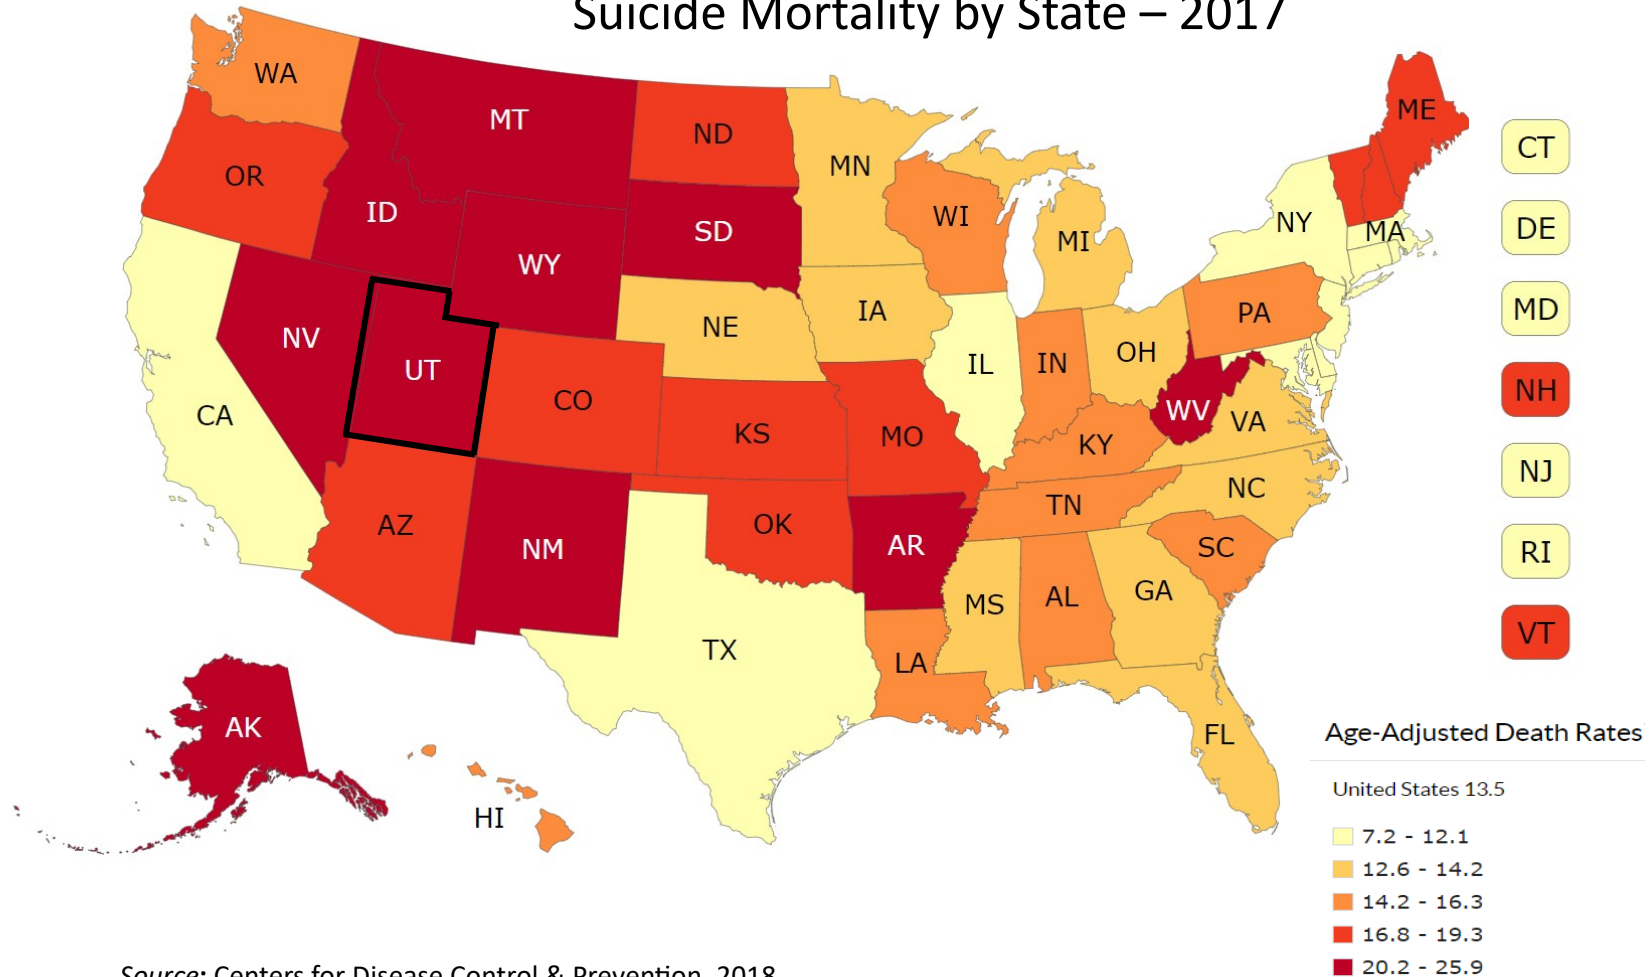 Suicide Mortality by State – 2017
WA
MT
ND
ME
MN
OR
ID
SD
WI
NY
MA
MI
WY
IA
NE
PA
NV
UT
OH
IL
IN
CO
CA
KS
MO
WV
VA
KY
NC
TN
AZ
OK
NM
AR
SC
MS
AL
GA
TX
LA
AK
FL
HI
CT
DE
MD
NH
NJ
RI
VT
Age-Adjusted Death Rates
United States 13.5
7.2 - 12.1
12.6 - 14.2
14.2 - 16.3
16.8 - 19.3
20.2 - 25.9
Source: Centers for Disease Control & Prevention, 2018